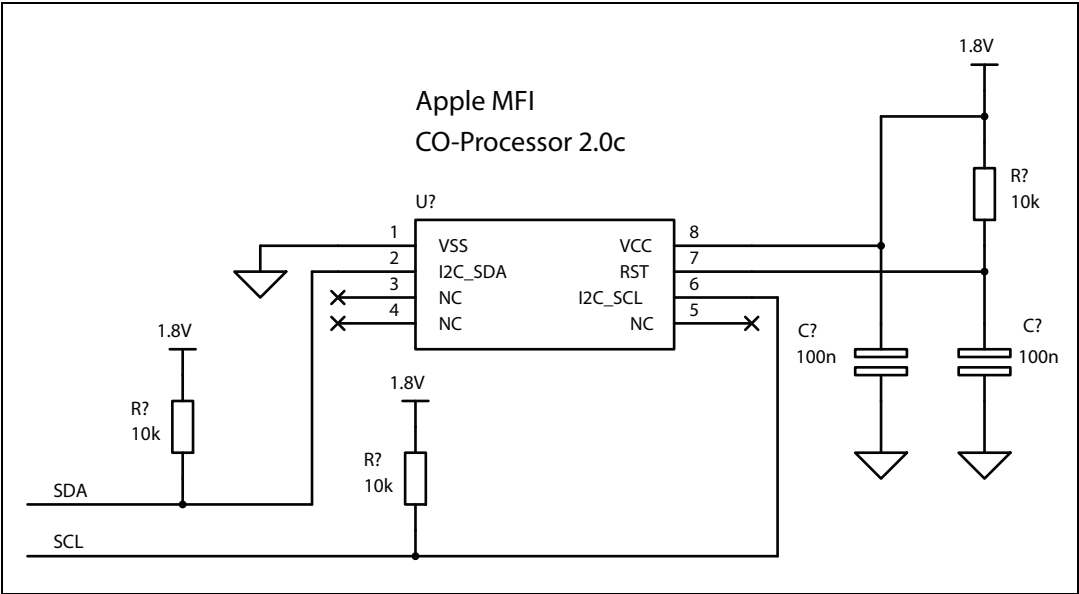 1.8V
Apple MFI
CO-Processor 2.0c
R?
10k
U?
1
8
VSS
VCC
2
7
I2C_SDA
RST
3
6
NC
I2C_SCL
4
5
NC
NC
1.8V
C?
100n
C?
100n
1.8V
R?
10k
R?
10k
SDA
SCL